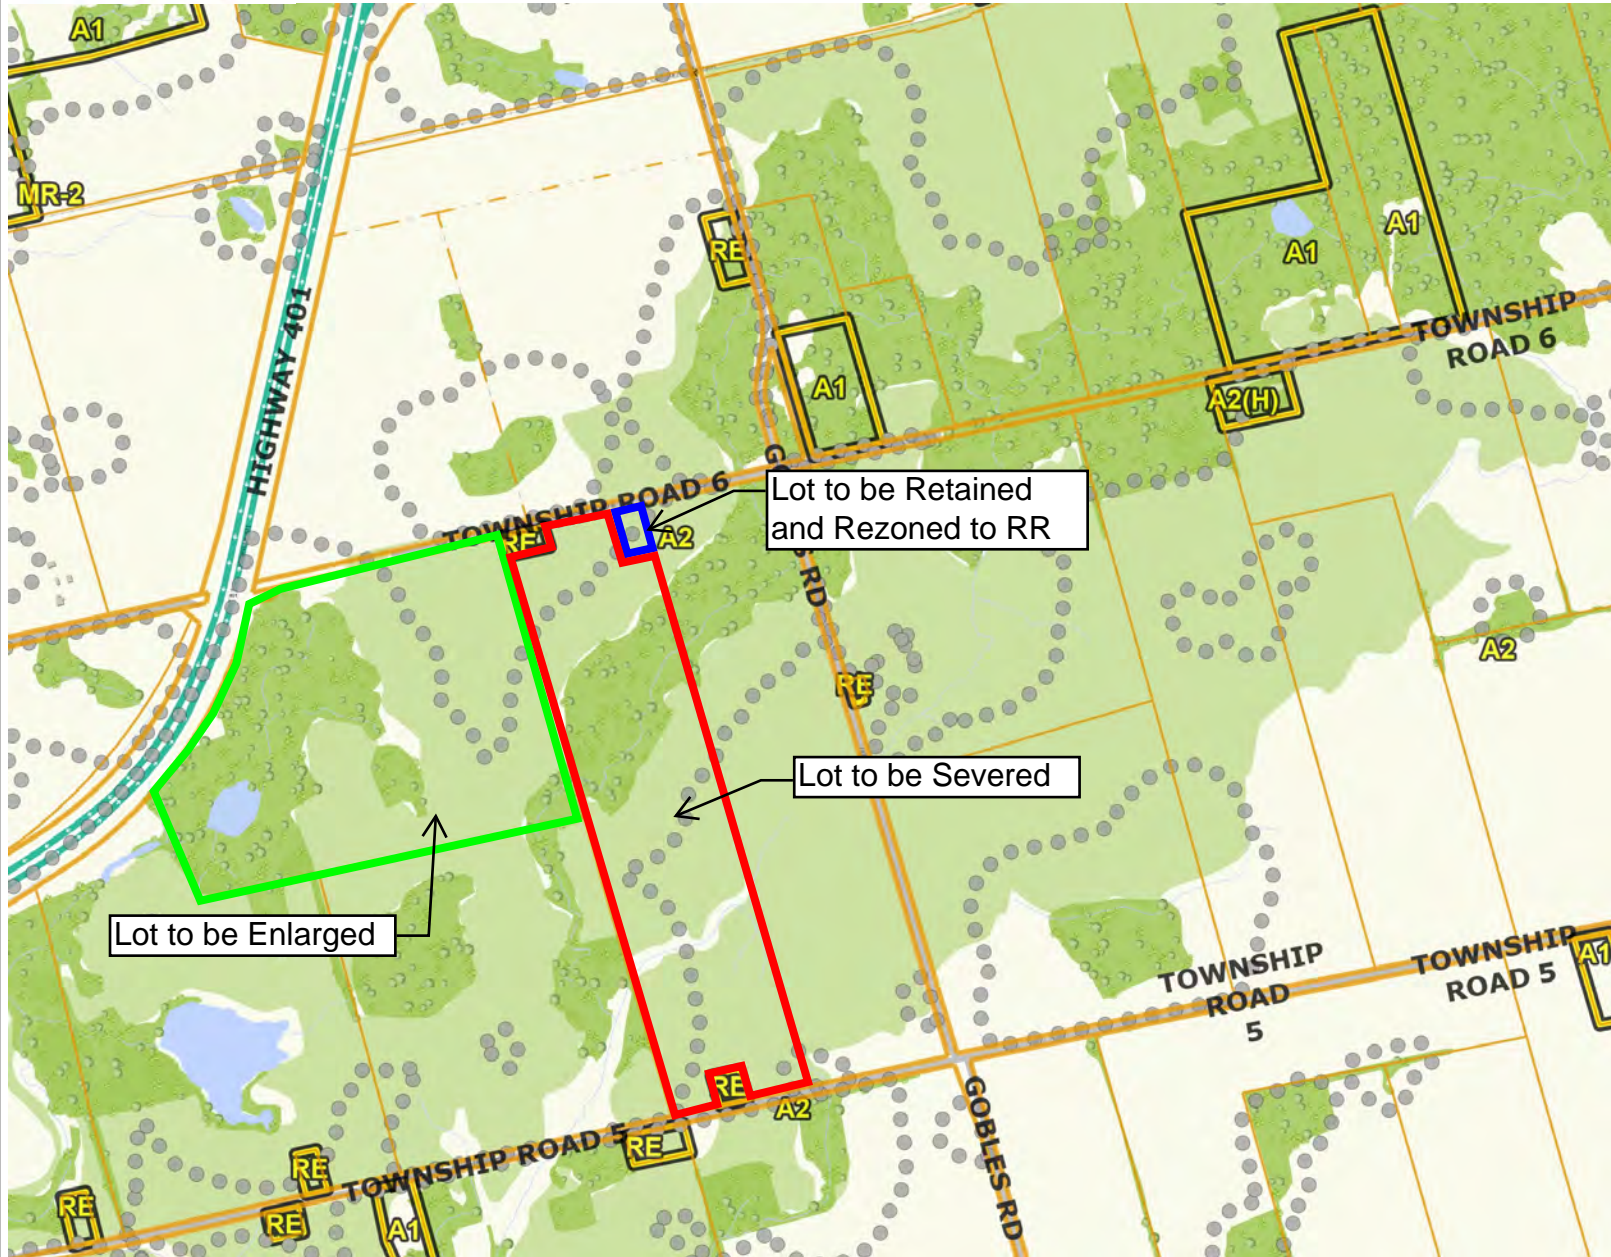 A1
MR-2
HIGHWAY 401
RE
A1
A1
A1
TOWNSHIP
ROAD 6
A2(H)
TOWNSHIP ROAD 6
RE
A2
Lot to be Retained
and Rezoned to RR
RD
A2
RE
Lot to be Severed
Lot to be Enlarged
TOWNSHIP
ROAD
5
TOWNSHIP
ROAD 5
A1
RE
A2
GOBLES RD
TOWNSHIP ROAD 5
RE
RE
RE
RE
A1